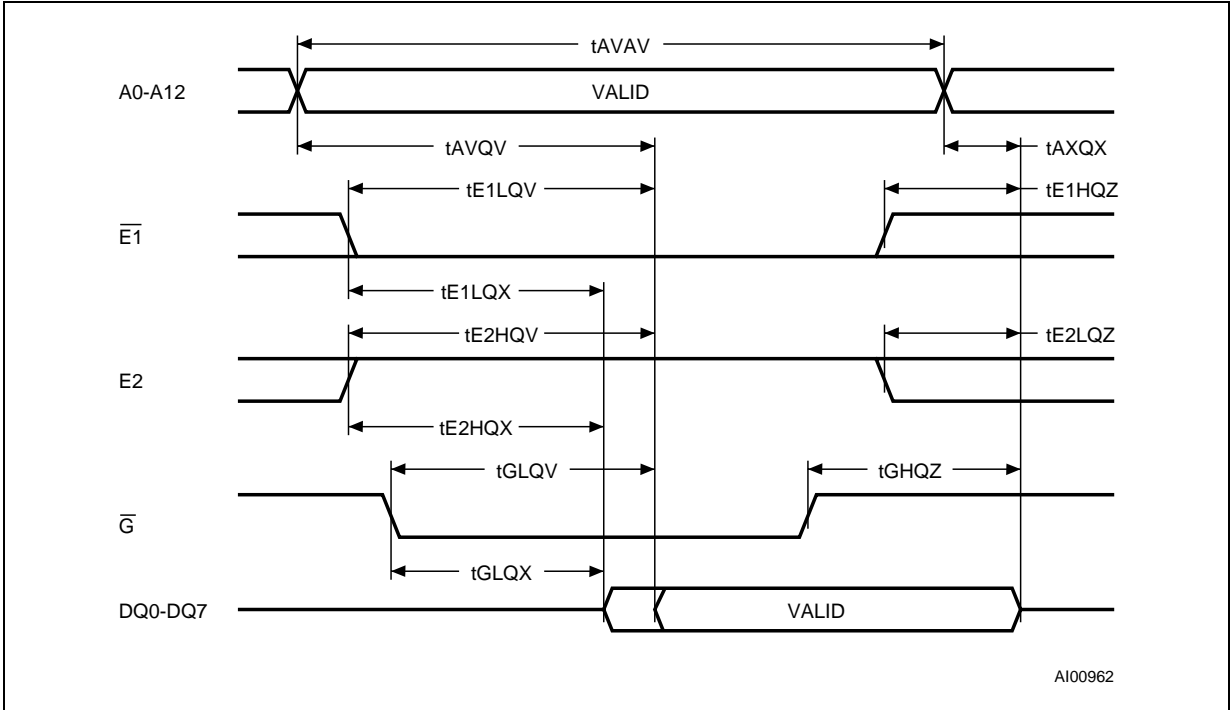 tAVAV
A0-A12
VALID
tAVQV
tAXQX
tE1LQV
tE1HQZ
E1
tE1LQX
tE2HQV
tE2LQZ
E2
tE2HQX
tGLQV
tGHQZ
G
tGLQX
DQ0-DQ7
VALID
AI00962